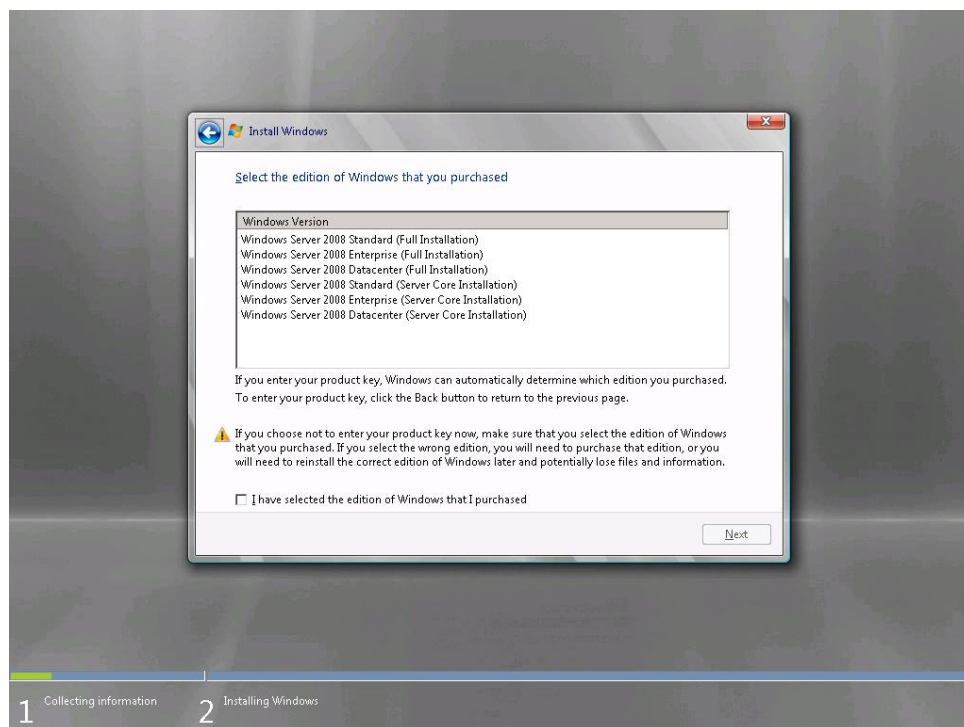 Install Windows
Select the edition of Windows that you purchased
Windows Version
Windows Server 2008 Standard (Full Installation)
Windows Server 2008 Enterprise (Full Installation)
Windows Server 2008 Datacenter (Full Installation)
Windows Server 2008 Standard (Server Core Installation)
Windows Server 2008 Enterprise (Server Core Installation)
Windows Server 2008 Datacenter (Server Core Installation)
If you enter your product key, Windows can automatically determine which edition you purchased.
To enter your product key, click the Back button to return to the previous page.
If you choose not to enter your product key now, make sure that you select the edition of Windows
that you purchased. If you select the wrong edition, you will need to purchase that edition, or you
will need to reinstall the correct edition of Windows later and potentially lose files and information.
I have selected the edition of Windows that I purchased
Next
1 Collecting information
2 Installing Windows